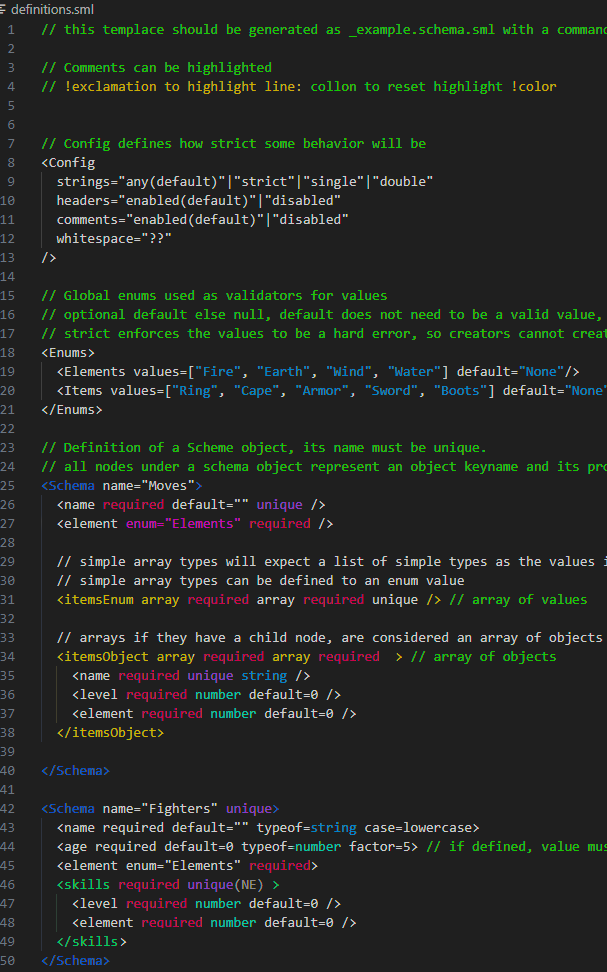 definitions.sml
1 // this templace should be generated as _example.schema.sml with a command
2
3 // Comments can be highlighted
4 // !exclamation to highlight line: collon to reset highlight !color
5
6
7 // Config defines how strict some behavior will be
8 <Config
9 strings="any(default)"|"strict"|"single"|"double"
10 headers="enabled(default)"|"disabled"
11 comments="enabled(default)"|"disabled"
12 whitespace="??"
13 />
14
15 // Global enums used as validators for values
16 // optional default else null, default does not need to be a valid value,
17 // strict enforces the values to be a hard error, so creators cannot
18 <Enums>
19 <Elements values=["Fire", "Earth", "Wind", "Water"] default="None"/>
20 <Items values=["Ring", "Cape", "Armor", "Sword", "Boots"] default="None"
21 </Enums>
22
23 // Definition of a Scheme object, its name must be unique.
24 // all nodes under a schema object represent an object keyname and its
25 <Schema name="Moves">
26 <name required default="" unique />
27 <element enum="Elements" required />
28
29 // simple array types will expect a list of simple types as the values
30 // simple array types can be defined to an enum value
31 <itemsEnum array required array required unique /> // array of values
32
33 // arrays if they have a child node, are considered an array of objects
34 <itemsObject array required array required > // array of objects
35 <name required unique string />
36 <level required number default=0 />
37 <element required number default=0 />
38 </itemsObject>
39
40 </Schema>
41
42 <Schema name="Fighters" unique>
43 <name required default="" typeof=string case=lowercase>
44 <age required default=0 typeof=number factor=5> // if defined, value
45 <element enum="Elements" required>
46 <skills required unique(NE) >
47 <level required number default=0 />
48 <element required number default=0 />
49 </skills>
50 </Schema>